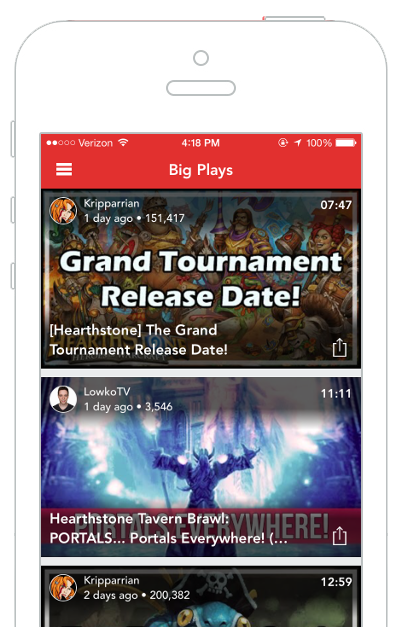 Verizon 4:18 PM 100%
Big Plays
Kripparrian 07:47
1 day ago • 151,417
Grand Tournament
Release Date!
[Hearthstone] The Grand
Tournament Release Date!
LowkoTV 11:11
1 day ago • 3,546
PORTALS EVERYWHERE!
Hearthstone Tavern Brawl:
PORTALS... Portals Everywhere! (...
Kripparrian 12:59
2 days ago • 200,382